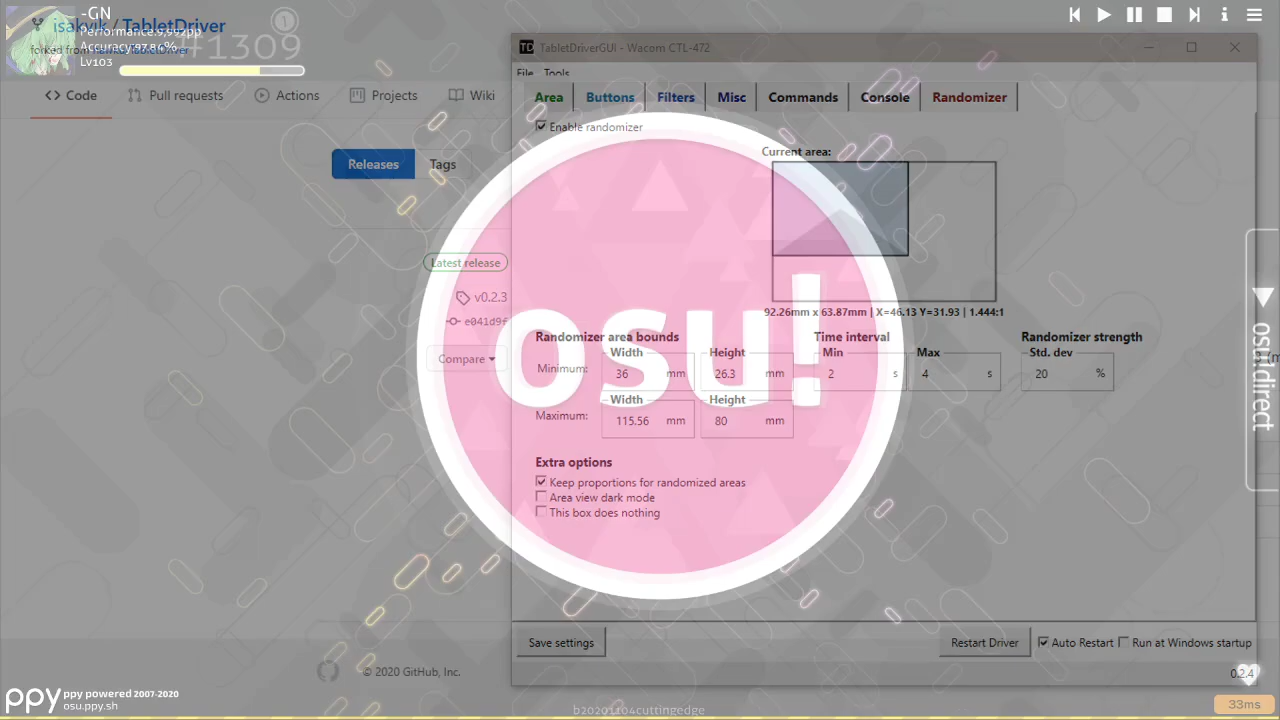 isakvik / TabletDriver
forked from hawku/TabletDriver
-GN
Performance:9,992pp
Accuracy:97.84%
Lv103
#1309
1
Code
Pull requests
Actions
Projects
Wiki
Releases
Tags
Latest release
v0.2.3
e041d9f
Compare
TD TabletDriverGUI - Wacom CTL-472
File Tools
Area Buttons Filters Misc Commands Console Randomizer
Enable randomizer
Current area:
92.26mm x 63.87mm | X=46.13 Y=31.93 | 1.444:1
Randomizer area bounds
Time interval
Randomizer strength
Width Height Min Max Std. dev
Minimum: 36 mm 26.3 mm 2 s 4 s 20 %
Width Height
Maximum: 115.56 mm 80 mm
Extra options
Keep proportions for randomized areas
Area view dark mode
This box does nothing
osu!
osu!direct
Save settings
Restart Driver
Auto Restart
Run at Windows startup
0.2.4
© 2020 GitHub, Inc.
ppy ppy powered 2007-2020
osu.ppy.sh
b20201104cuttingedge
33ms